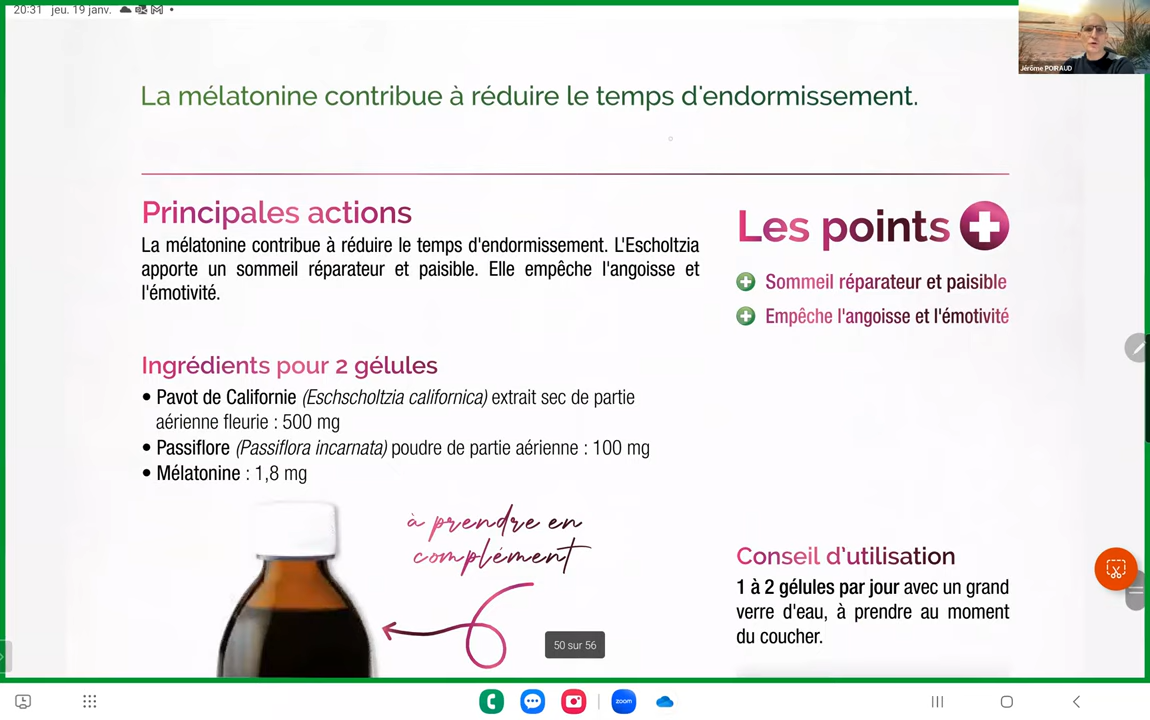 20:31 jeu. 19 janv.
Jérôme POIRAUD
La mélatonine contribue à réduire le temps d'endormissement.
Principales actions
La mélatonine contribue à réduire le temps d'endormissement. L'Escholtzia
apporte un sommeil réparateur et paisible. Elle empêche l'angoisse et
l'émotivité.
Les points
Sommeil réparateur et paisible
Empêche l'angoisse et l'émotivité
Ingrédients pour 2 gélules
• Pavot de Californie (Eschscholtzia californica) extrait sec de partie
aérienne fleurie : 500 mg
• Passiflore (Passiflora incarnata) poudre de partie aérienne : 100 mg
• Mélatonine : 1,8 mg
à prendre en
complément
Conseil d'utilisation
1 à 2 gélules par jour avec un grand
verre d'eau, à prendre au moment
du coucher.
50 sur 56
zoom